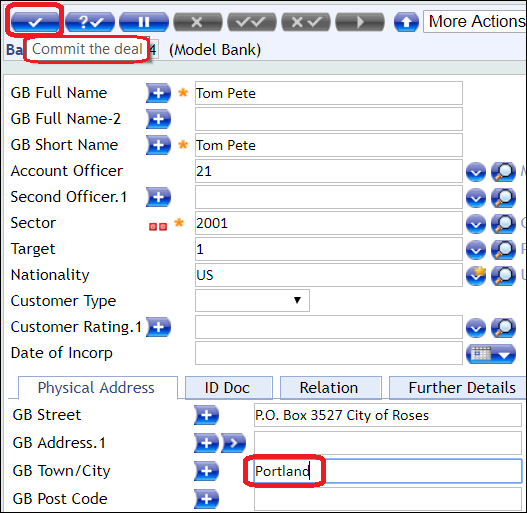 More Actions
Ba Commit the deal 4 (Model Bank)
GB Full Name Tom Pete
GB Full Name-2
GB Short Name Tom Pete
Account Officer 21
Second Officer.1
Sector 2001
Target 1
Nationality US
Customer Type
Customer Rating.1
Date of Incorp
Physical Address ID Doc Relation Further Details
GB Street P.O. Box 3527 City of Roses
GB Address.1
GB Town/City Portland
GB Post Code